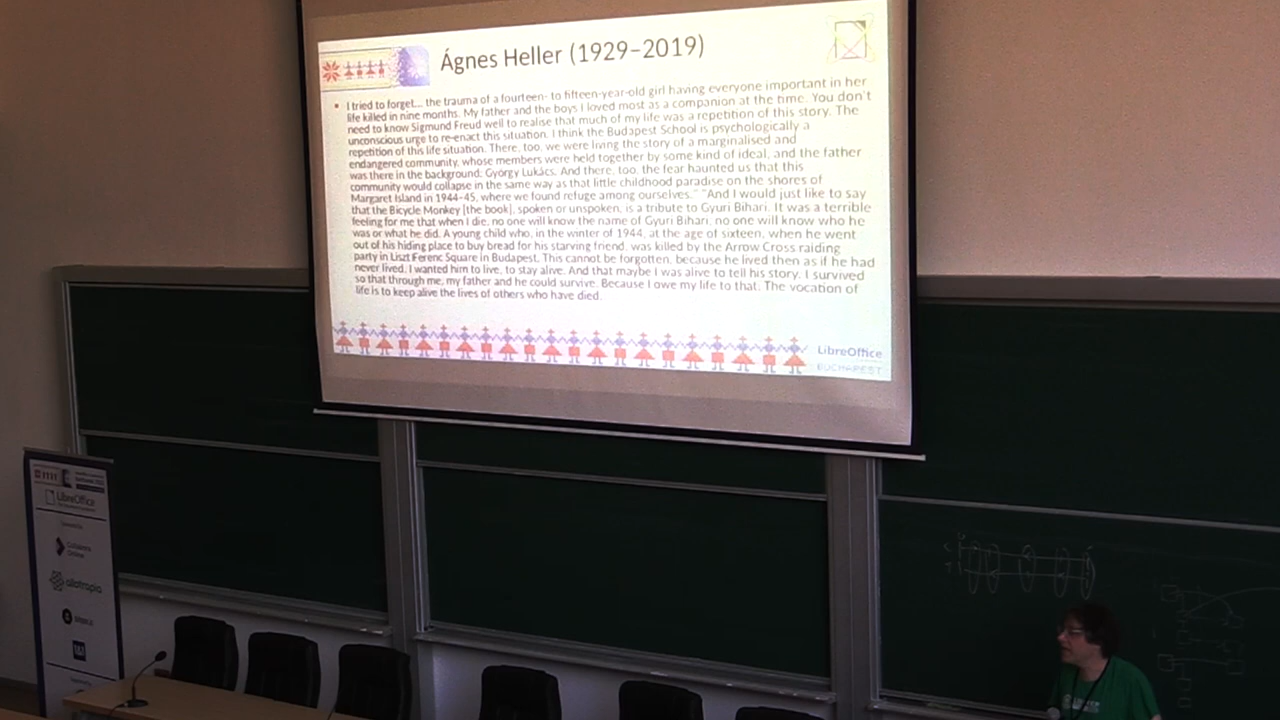 Ágnes Heller (1929–2019)
• I tried to forget... the trauma of a fourteen- to fifteen-year-old girl having everyone important in her
life killed in nine months. My father and the boys I loved most as a companion at the time. You don't
need to know Sigmund Freud well to realise that much of my life was a repetition of this story. The
unconscious urge to re-enact this situation. I think the Budapest School is psychologically a
repetition of this life situation. There, too, we were living the story of a marginalised and
endangered community, whose members were held together by some kind of ideal, and the father
was there in the background: György Lukács. And there, too, the fear haunted us that this
community would collapse in the same way as that little childhood paradise on the shores of
Margaret Island in 1944-45, where we found refuge among ourselves." "And I would just like to say
that the Bicycle Monkey [the book], spoken or unspoken, is a tribute to Gyuri Bihari. It was a terrible
feeling for me that when I die, no one will know the name of Gyuri Bihari, no one will know who he
was or what he did. A young child who, in the winter of 1944, at the age of sixteen, when he went
out of his hiding place to buy bread for his starving friend, was killed by the Arrow Cross raiding
party in Liszt Ferenc Square in Budapest. This cannot be forgotten, because he lived then as if he had
never lived. I wanted him to live, to stay alive. And that maybe I was alive to tell his story. I survived
so that through me, my father and he could survive. Because I owe my life to that. The vocation of
life is to keep alive the lives of others who have died.
LibreOffice
BUCHAREST
LibreOffice
Collabora
Online
allotropia